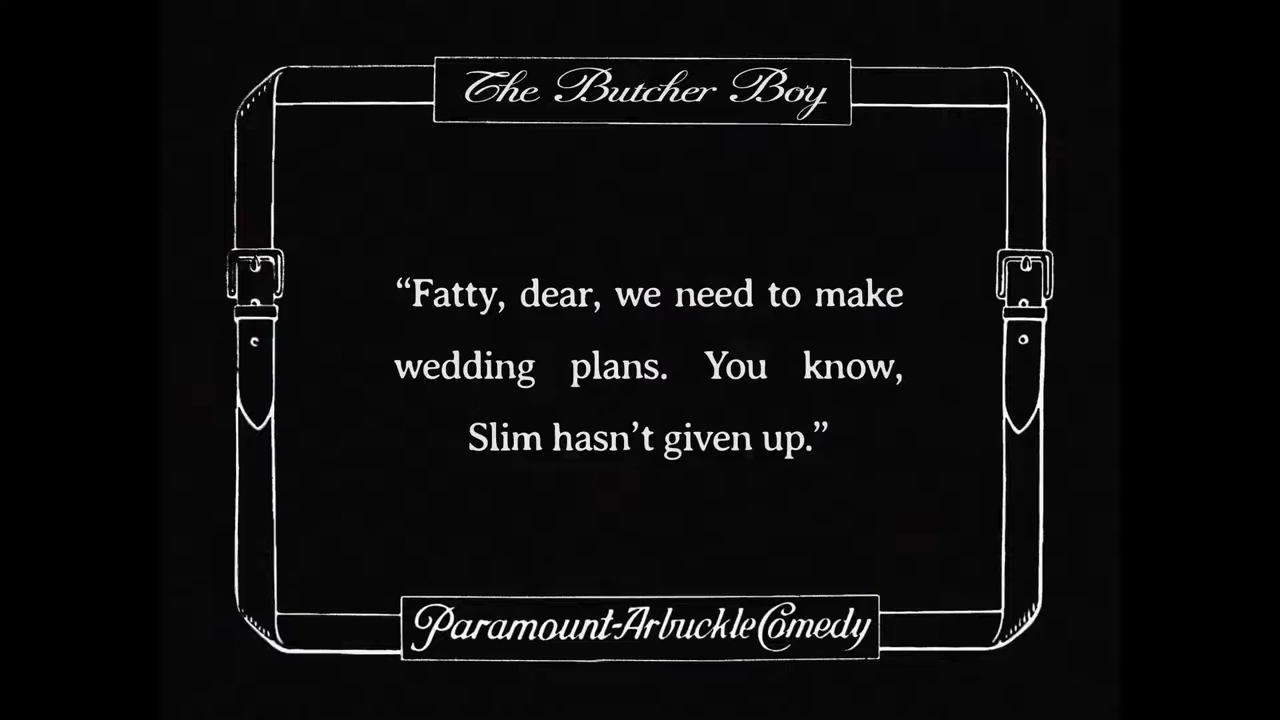 The Butcher Boy
“Fatty, dear, we need to make
wedding plans. You know,
Slim hasn’t given up.”
Paramount-Arbuckle Comedy